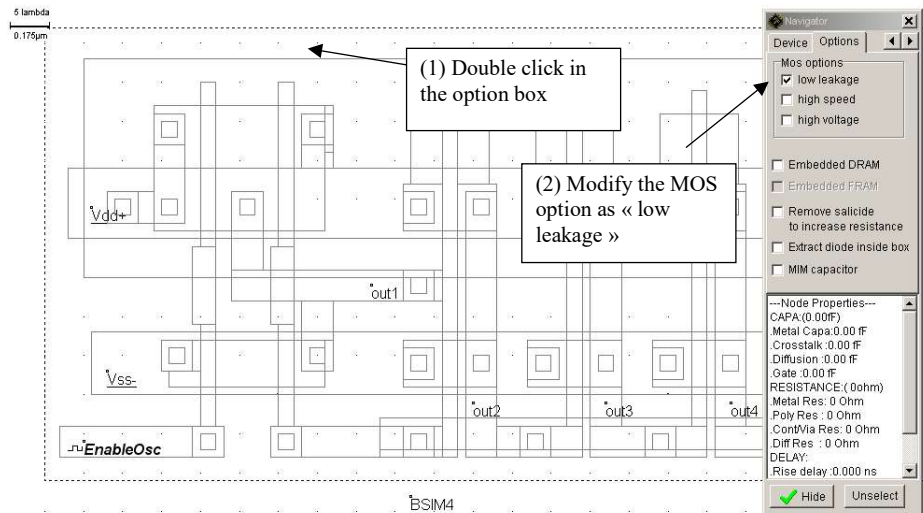 5 lambda
0.175µm
(1) Double click in
the option box
(2) Modify the MOS
option as « low
leakage »
Vdd+
out1
Vss-
out2
out3
out4
EnableOsc
BSIM4
Navigator
Device
Options
Mos options
low leakage
high speed
high voltage
Embedded DRAM
Embedded FRAM
Remove salicide
to increase resistance
Extract diode inside box
MIM capacitor
---Node Properties---
CAPA:(0.00fF)
.Metal Capa:0.00 fF
.Crosstalk :0.00 fF
.Diffusion :0.00 fF
.Gate :0.00 fF
RESISTANCE:( 0ohm)
.Metal Res: 0 Ohm
.Poly Res : 0 Ohm
.Cont/Via Res: 0 Ohm
.Diff Res : 0 Ohm
DELAY:
.Rise delay :0.000 ns
Hide
Unselect